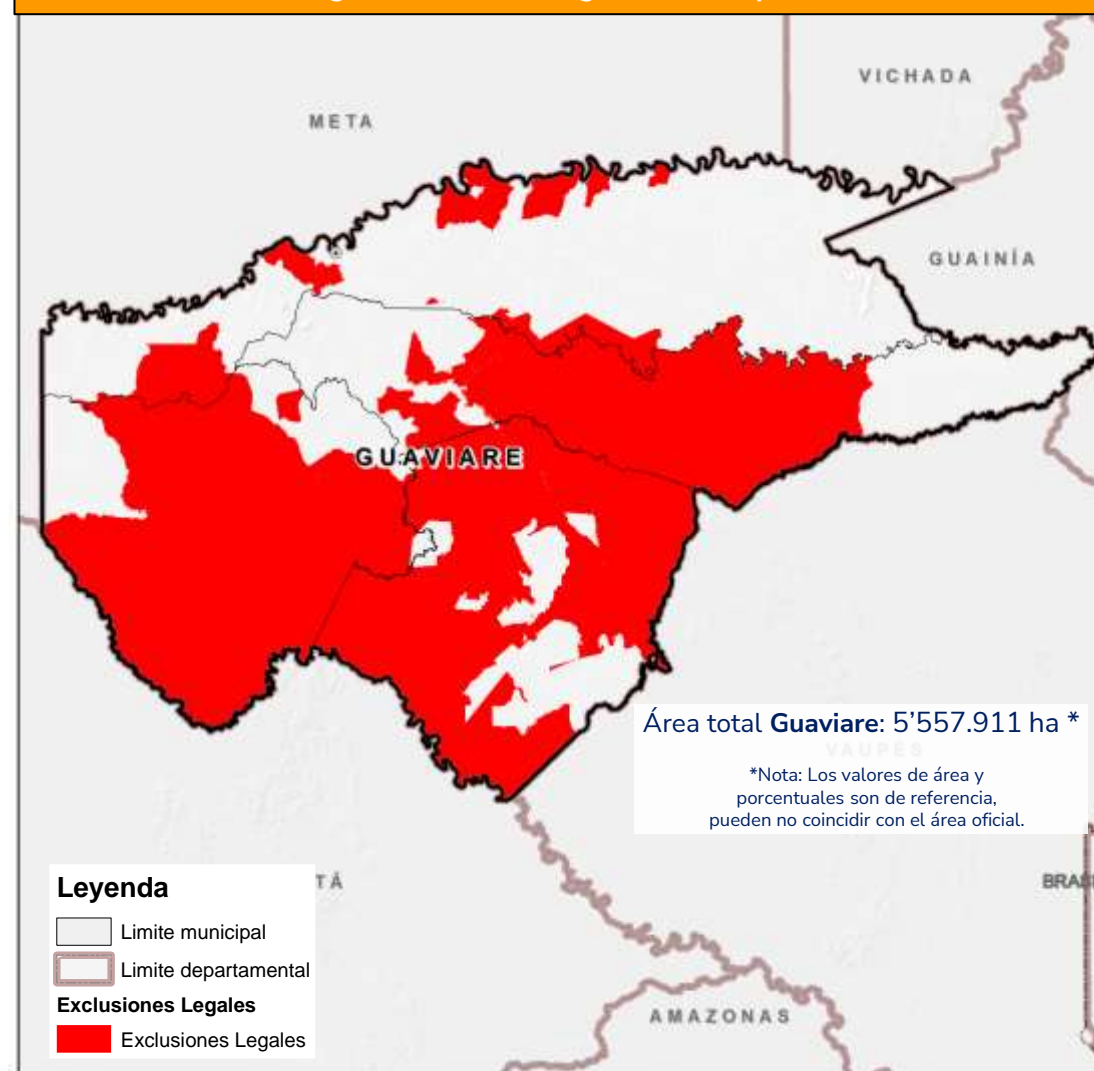 VICHADA
META
GUAINÍA
GUAVIARE
Área total Guaviare: 5’557.911 ha *
VAUPÉS
*Nota: Los valores de área y
porcentuales son de referencia,
pueden no coincidir con el área oficial.
Leyenda
TÁ
BRAS
Limite municipal
Limite departamental
Exclusiones Legales
Exclusiones Legales
AMAZONAS